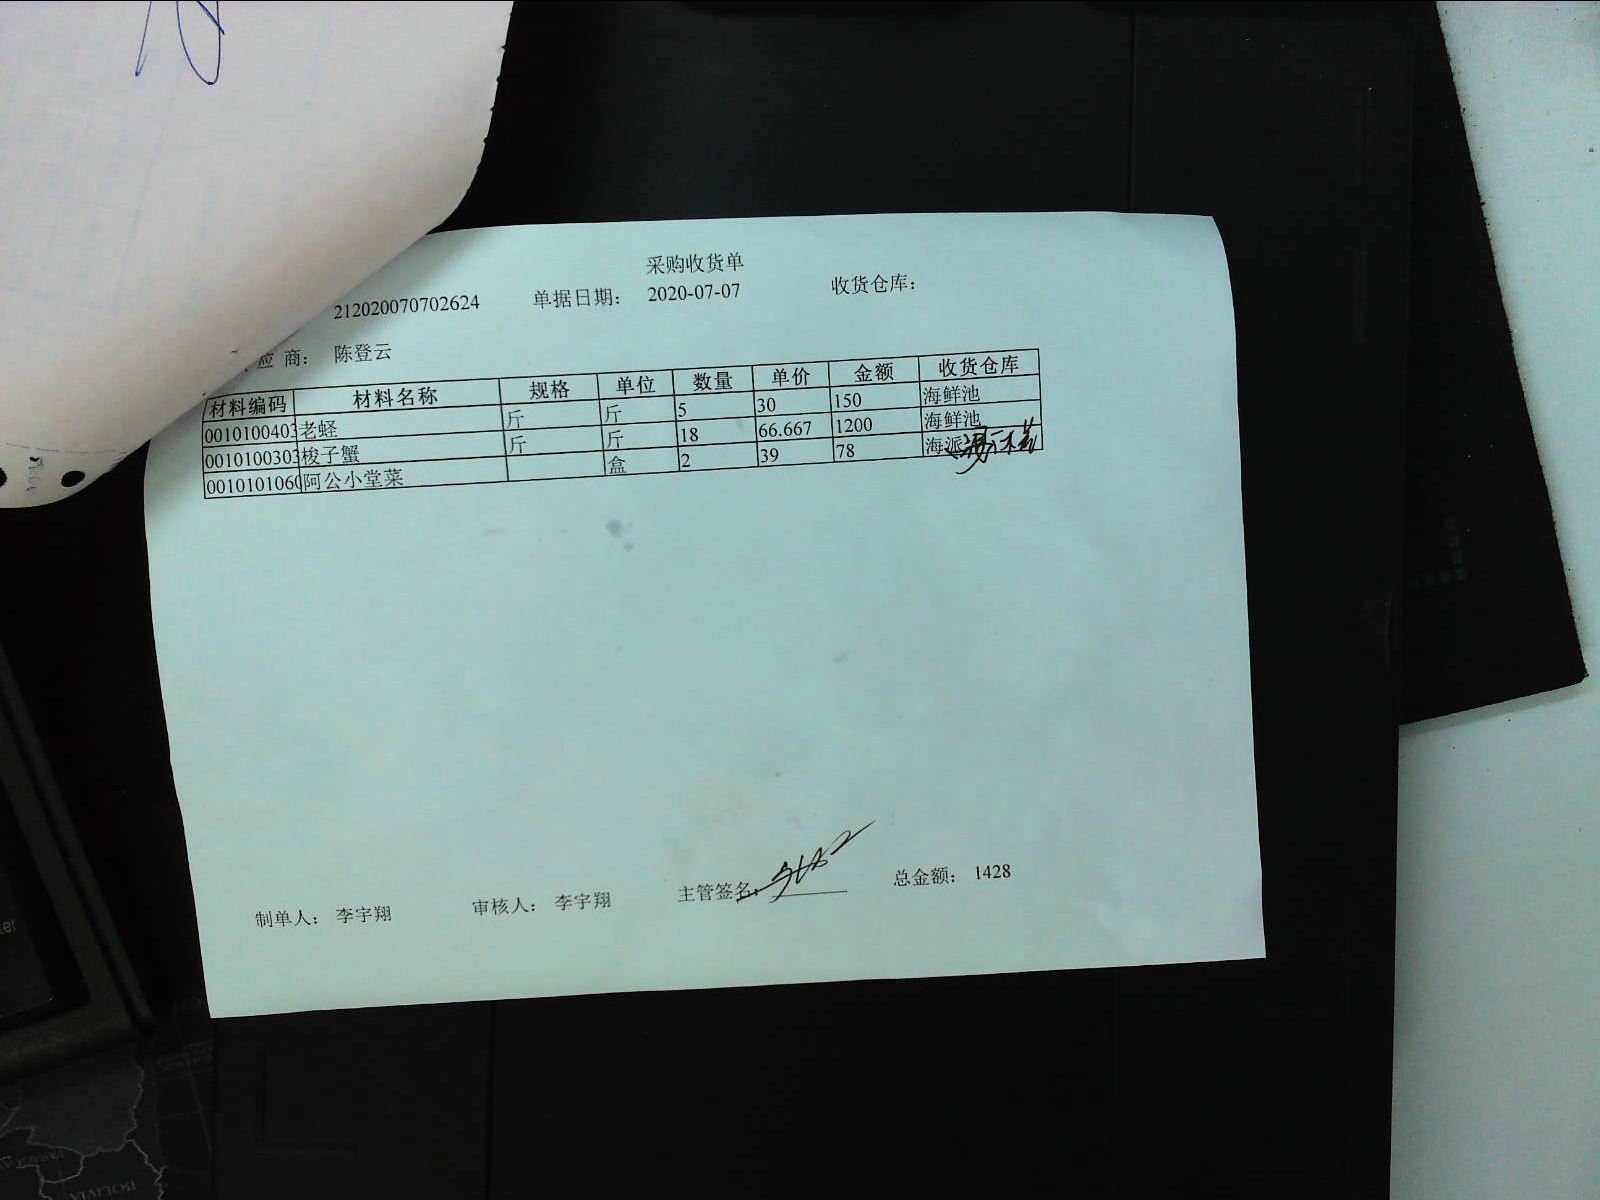 采购收货单
212020070702624 单据日期： 2020-07-07 收货仓库：
应 商： 陈登云
材料编码 材料名称 规格 单位 数量 单价 金额 收货仓库
0010100403 老蛏 斤 斤 5 30 150 海鲜池
0010100303 梭子蟹 斤 斤 18 66.667 1200 海鲜池
001010106 阿公小堂菜 盒 2 39 78 海派
制单人： 李宇翔 审核人： 李宇翔 主管签名： 总金额： 1428